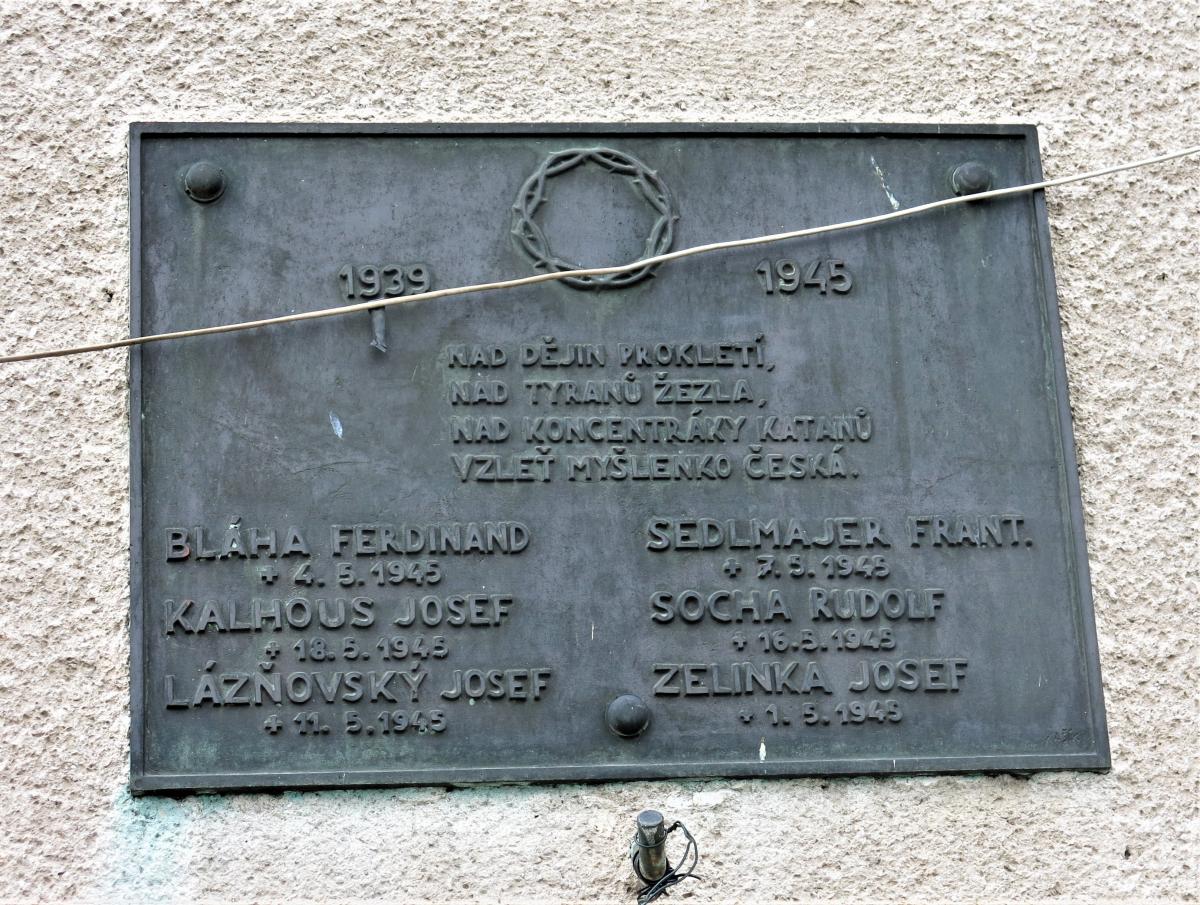 1939 1945
NAD DĚJIN PROKLETÍ,
NAD TYRANŮ ŽEZLA,
NAD KONCENTRÁKY KATANŮ
VZLEŤ MYŠLENKO ČESKÁ.
BLÁHA FERDINAND
+ 4. 5. 1945
KALHOUS JOSEF
+ 18. 5. 1945
LÁZŇOVSKÝ JOSEF
+ 11. 5. 1945
SEDLMAJER FRANT.
+ 7. 5. 1945
SOCHA RUDOLF
+ 16. 5. 1945
ZELINKA JOSEF
+ 1. 5. 1945